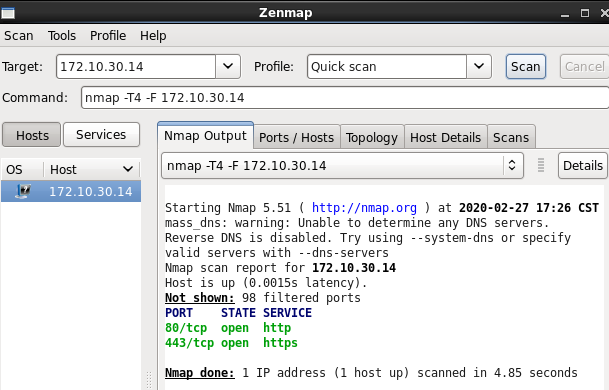 Zenmap
Scan Tools Profile Help
Target: 172.10.30.14 Profile: Quick scan Scan Cancel
Command: nmap -T4 -F 172.10.30.14
Hosts Services
Nmap Output Ports / Hosts Topology Host Details Scans
OS Host
172.10.30.14
nmap -T4 -F 172.10.30.14 Details
Starting Nmap 5.51 ( http://nmap.org ) at 2020-02-27 17:26 CST
mass_dns: warning: Unable to determine any DNS servers.
Reverse DNS is disabled. Try using --system-dns or specify
valid servers with --dns-servers
Nmap scan report for 172.10.30.14
Host is up (0.0015s latency).
Not shown: 98 filtered ports
PORT STATE SERVICE
80/tcp open http
443/tcp open https
Nmap done: 1 IP address (1 host up) scanned in 4.85 seconds